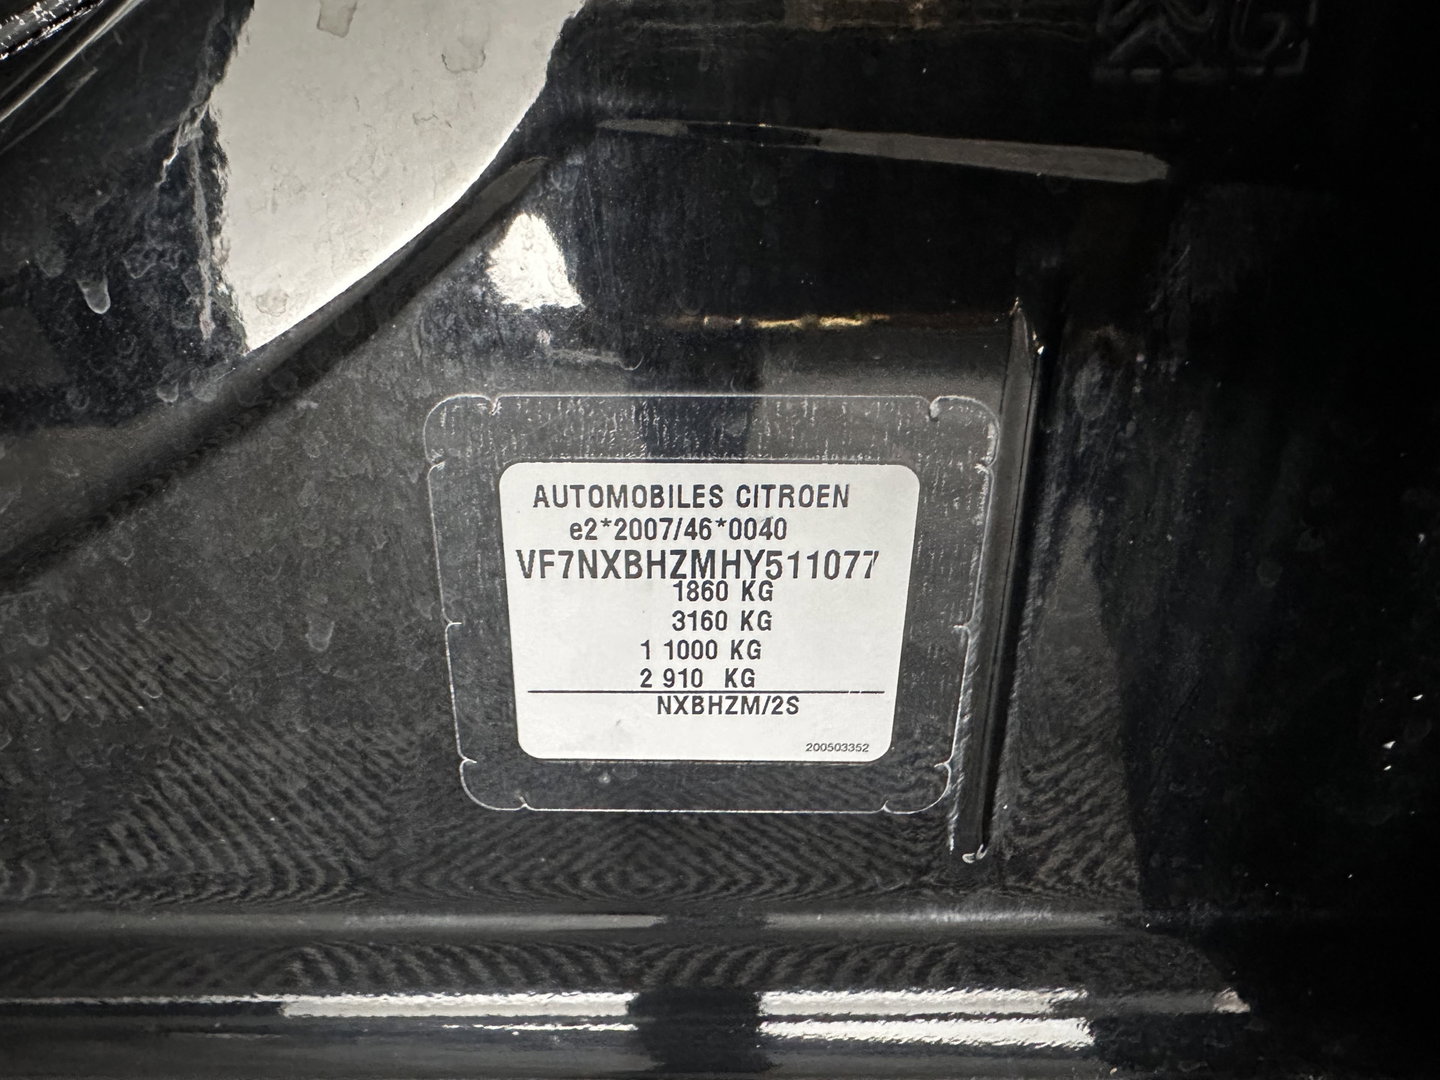 AUTOMOBILES CITROEN
e2*2007/46*0040
VF7NXBHZMHY511077
1860 KG
3160 KG
1 1000 KG
2 910 KG
NXBHZM/2S
200503352